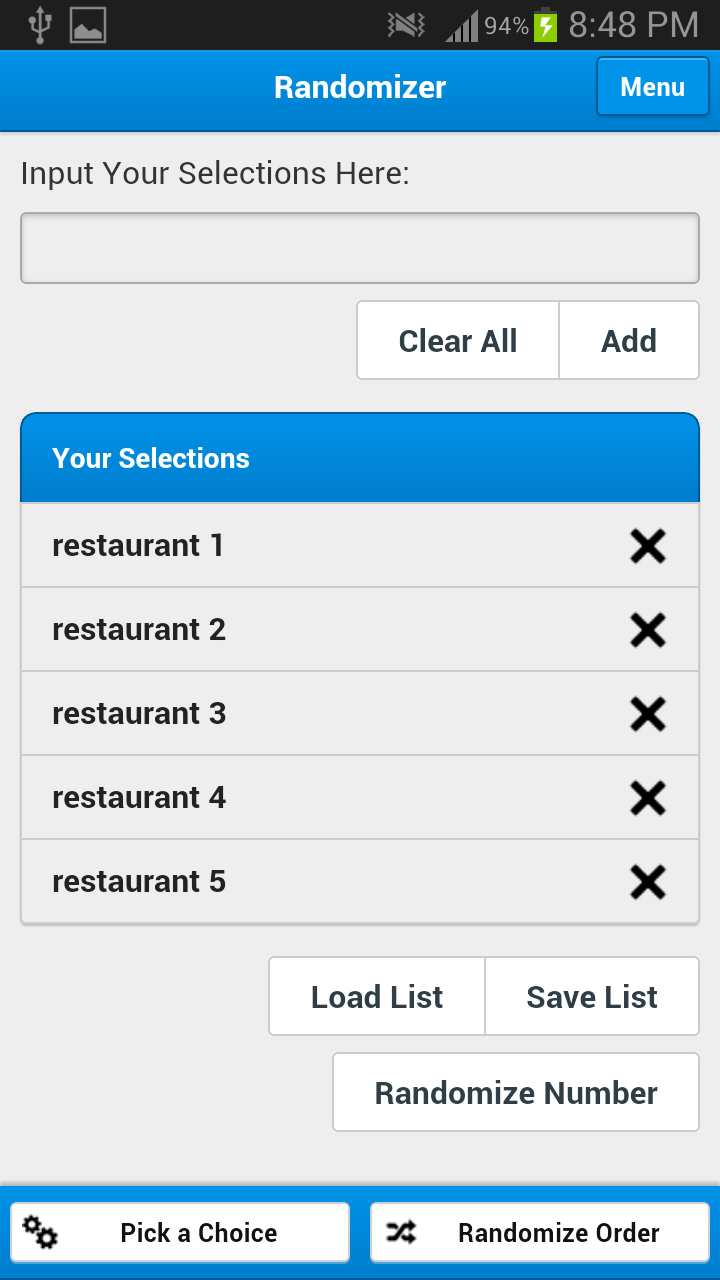 94% 8:48 PM
Randomizer Menu
Input Your Selections Here:
Clear All Add
Your Selections
restaurant 1
restaurant 2
restaurant 3
restaurant 4
restaurant 5
Load List Save List
Randomize Number
Pick a Choice Randomize Order